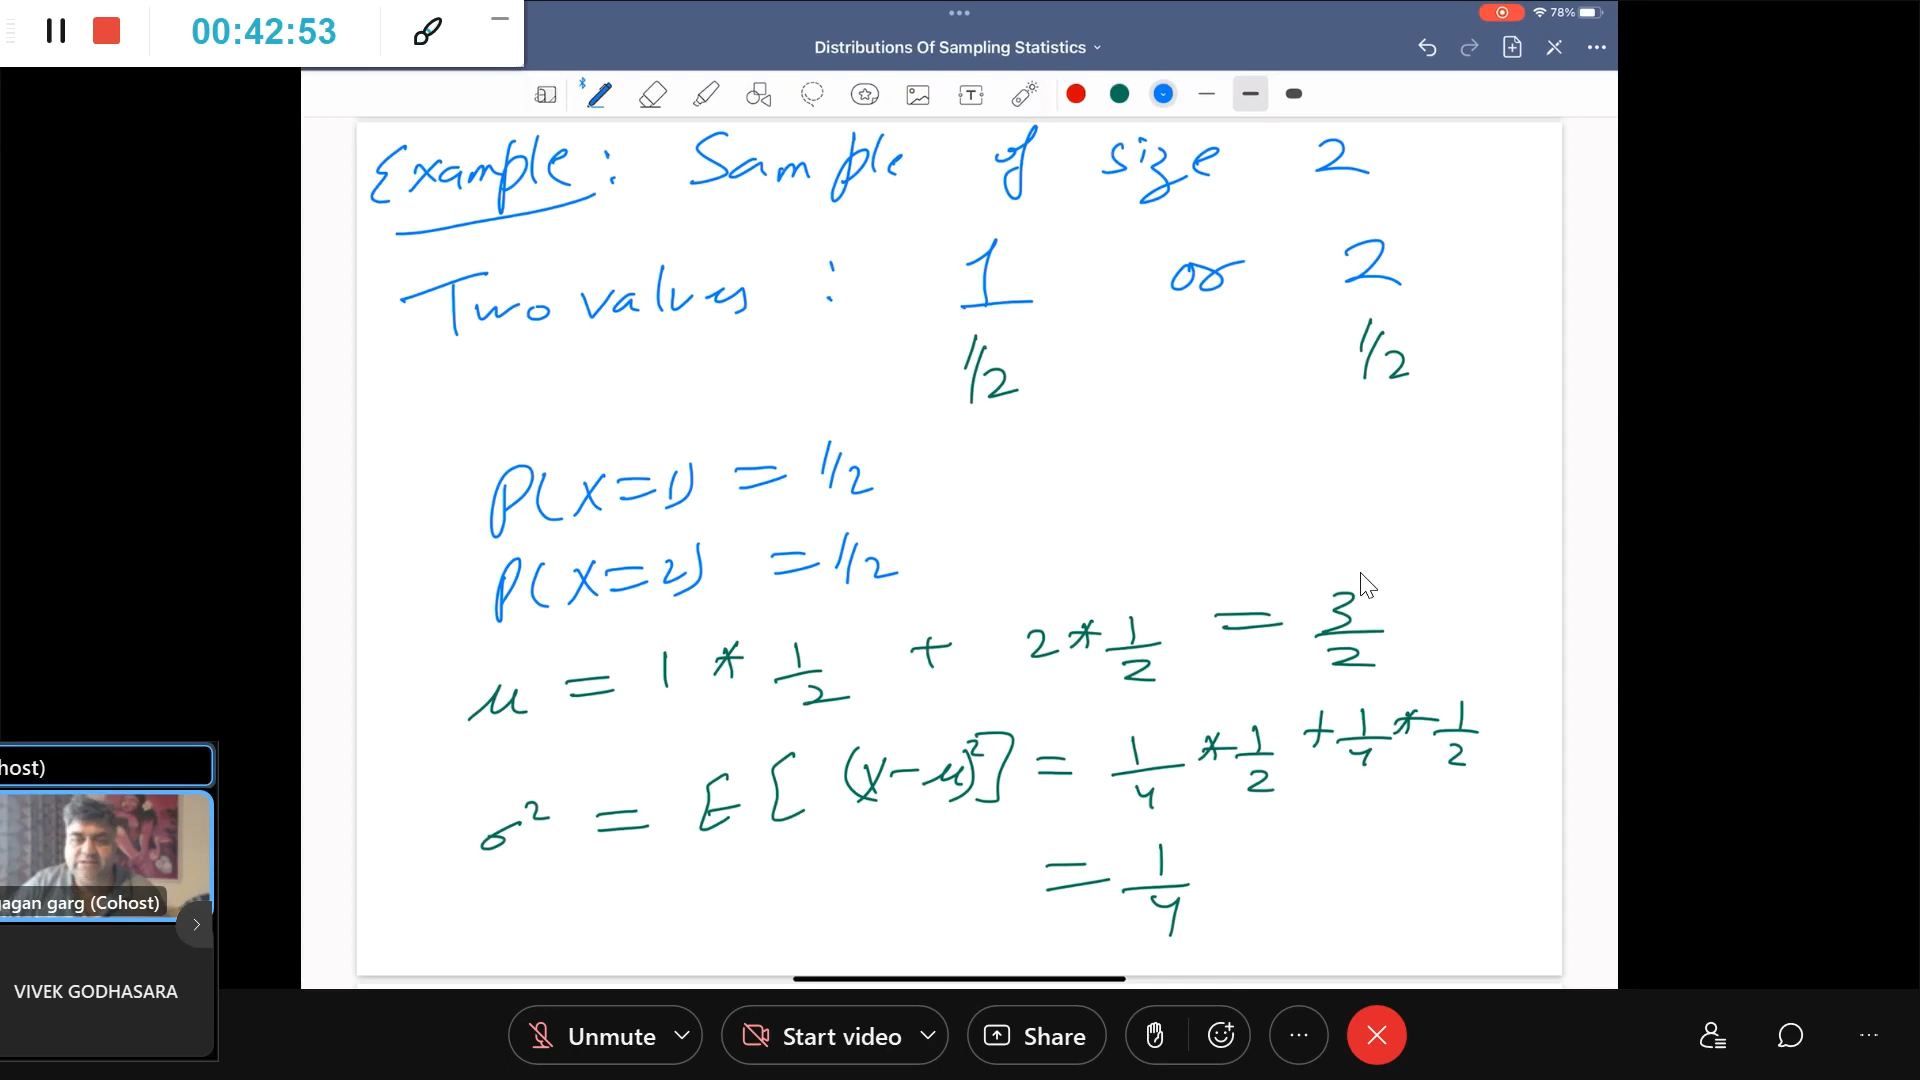 00:42:53
78%
Distributions Of Sampling Statistics
T
Example: Sample of size 2
Two values : 1 or 2
1/2 1/2
P(X=1) = 1/2
P(X=2) = 1/2
μ = 1 * 1/2 + 2 * 1/2 = 3/2
σ² = E[(X-μ)²] = 1/4 * 1/2 + 1/4 * 1/2
= 1/4
host)
agan garg (Cohost)
VIVEK GODHASARA
Unmute
Start video
Share